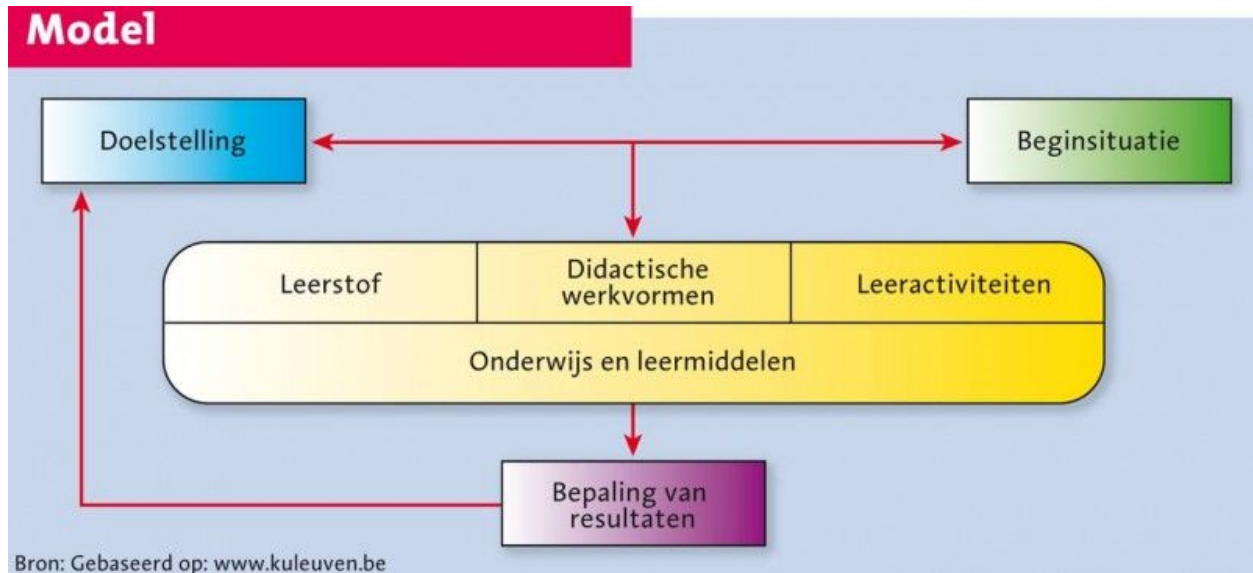 Model
Doelstelling
Beginsituatie
Leerstof
Didactische
werkvormen
Leeractiviteiten
Onderwijs en leermiddelen
Bepaling van
resultaten
Bron: Gebaseerd op: www.kuleuven.be